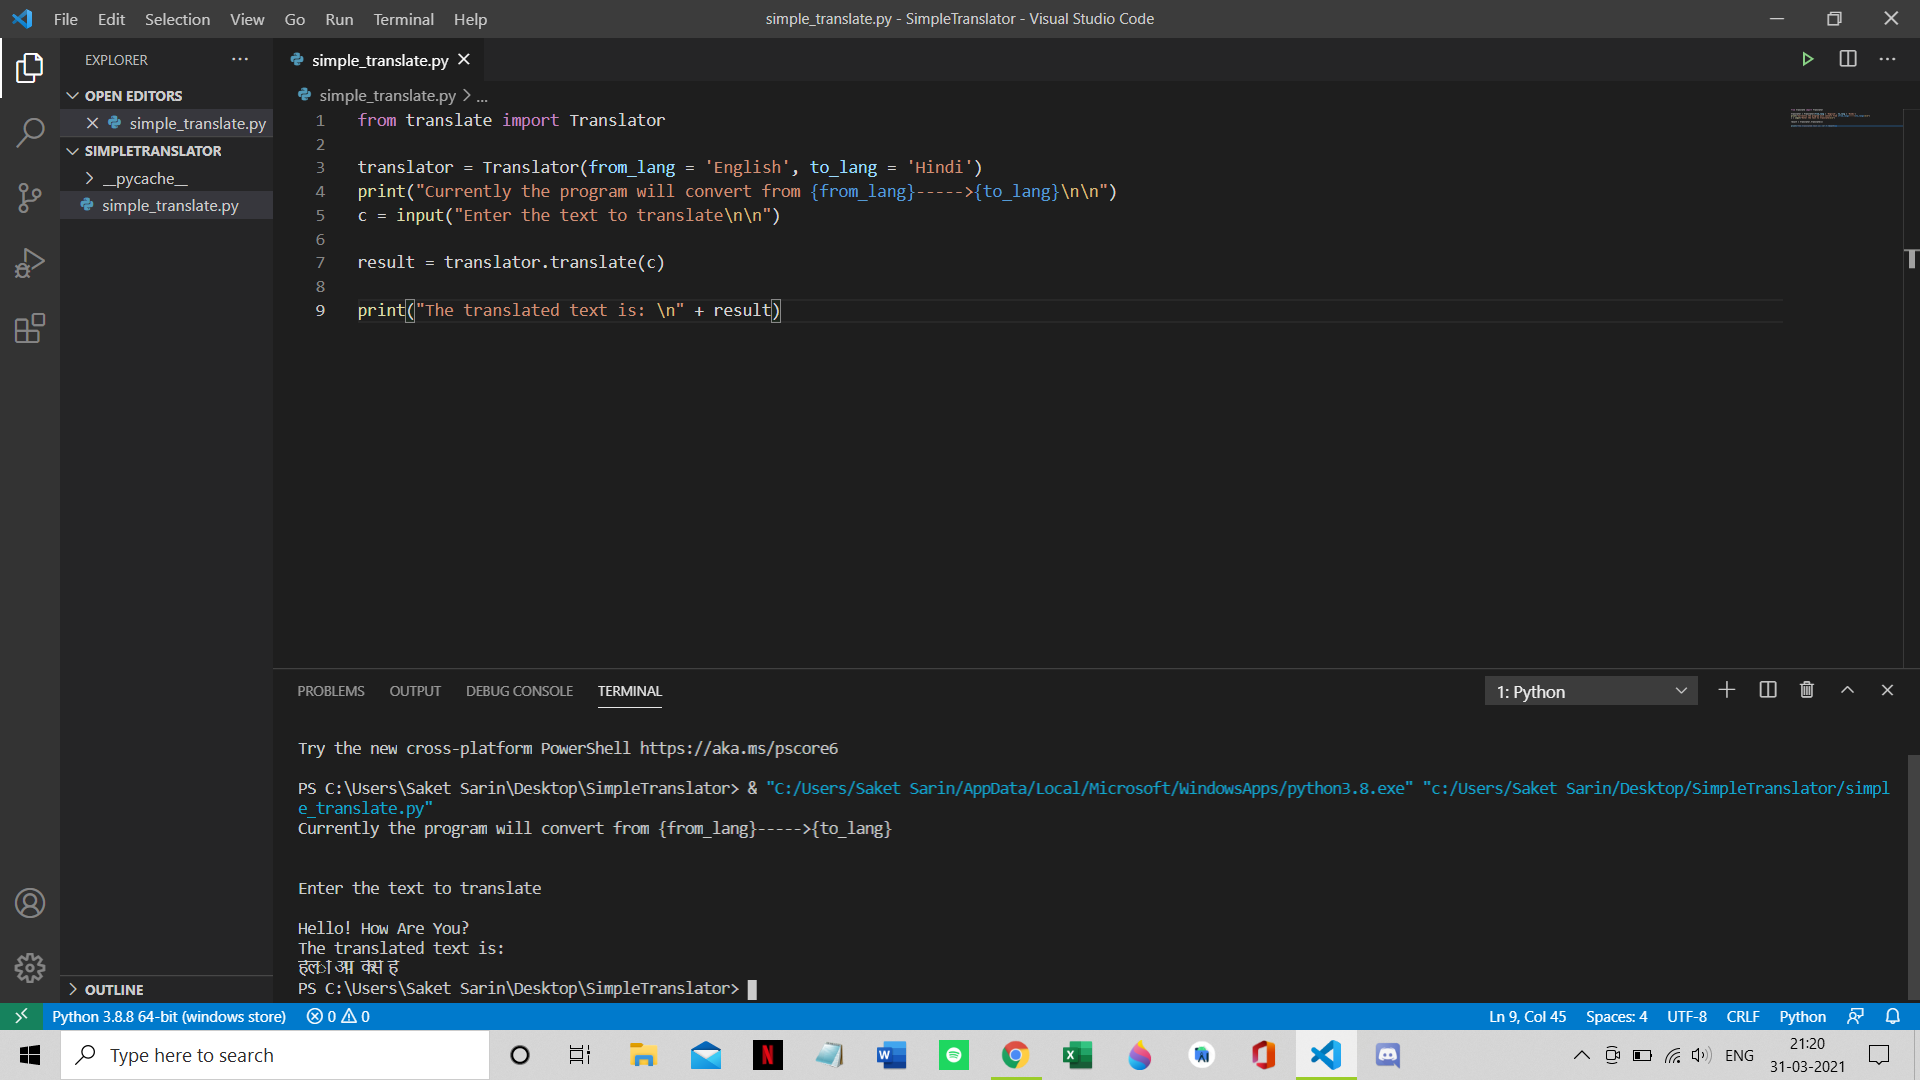 File Edit Selection View Go Run Terminal Help
simple_translate.py - SimpleTranslator - Visual Studio Code
EXPLORER
OPEN EDITORS
simple_translate.py
SIMPLETRANSLATOR
__pycache__
simple_translate.py
OUTLINE
simple_translate.py
simple_translate.py > ...
1 from translate import Translator
2
3 translator = Translator(from_lang = 'English', to_lang = 'Hindi')
4 print("Currently the program will convert from {from_lang}----->{to_lang}\n\n")
5 c = input("Enter the text to translate\n\n")
6
7 result = translator.translate(c)
8
9 print("The translated text is: \n" + result)
PROBLEMS OUTPUT DEBUG CONSOLE TERMINAL
1: Python
Try the new cross-platform PowerShell https://aka.ms/pscore6
PS C:\Users\Saket Sarin\Desktop\SimpleTranslator> & "C:/Users/Saket Sarin/AppData/Local/Microsoft/WindowsApps/python3.8.exe" "c:/Users/Saket Sarin/Desktop/SimpleTranslator/simpl
e_translate.py"
Currently the program will convert from {from_lang}----->{to_lang}
Enter the text to translate
Hello! How Are You?
The translated text is:
PS C:\Users\Saket Sarin\Desktop\SimpleTranslator>
Python 3.8.8 64-bit (windows store) 0 0
Ln 9, Col 45 Spaces: 4 UTF-8 CRLF Python
Type here to search
ENG
21:20
31-03-2021